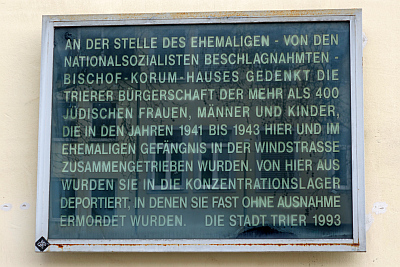 AN DER STELLE DES EHEMALIGEN - VON DEN
NATIONALSOZIALISTEN BESCHLAGNAHMTEN -
BISCHOF-KORUM-HAUSES GEDENKT DIE
TRIERER BÜRGERSCHAFT DER MEHR ALS 400
JÜDISCHEN FRAUEN, MÄNNER UND KINDER,
DIE IN DEN JAHREN 1941 BIS 1943 HIER UND IM
EHEMALIGEN GEFÄNGNIS IN DER WINDSTRASSE
ZUSAMMENGETRIEBEN WURDEN. VON HIER AUS
WURDEN SIE IN DIE KONZENTRATIONSLAGER
DEPORTIERT, IN DENEN SIE FAST OHNE AUSNAHME
ERMORDET WURDEN. DIE STADT TRIER 1993